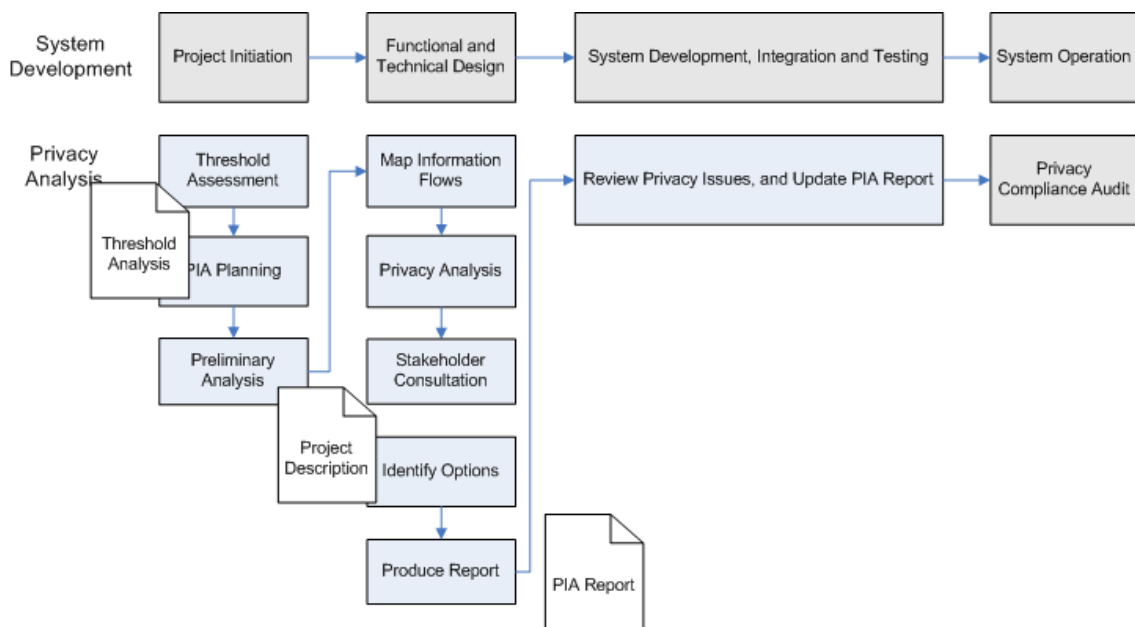 System
Development
Project Initiation
Functional and
Technical Design
System Development, Integration and Testing
System Operation
Privacy
Analysis
Threshold
Assessment
Map Information
Flows
Review Privacy Issues, and Update PIA Report
Privacy
Compliance Audit
Threshold
Analysis
PIA Planning
Privacy Analysis
Preliminary
Analysis
Stakeholder
Consultation
Project
Description
Identify Options
Produce Report
PIA Report